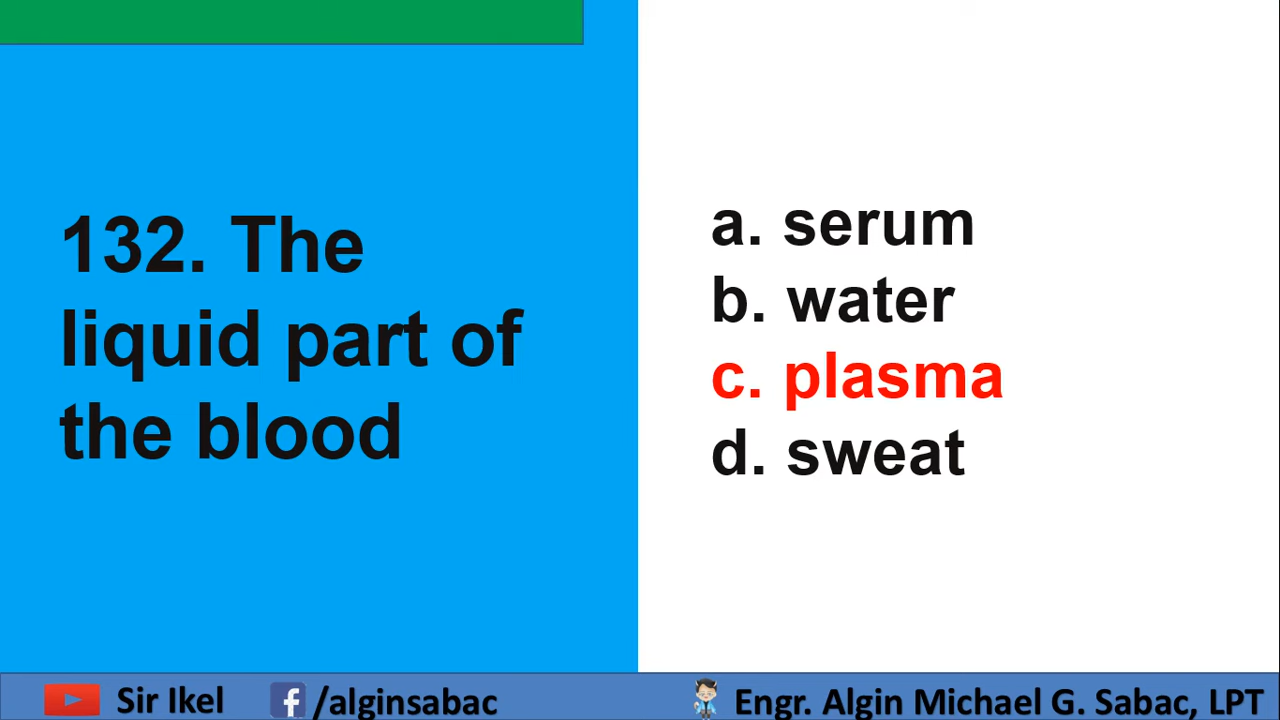 132. The
liquid part of
the blood
a. serum
b. water
c. plasma
d. sweat
Sir Ikel
/alginsabac
Engr. Algin Michael G. Sabac, LPT